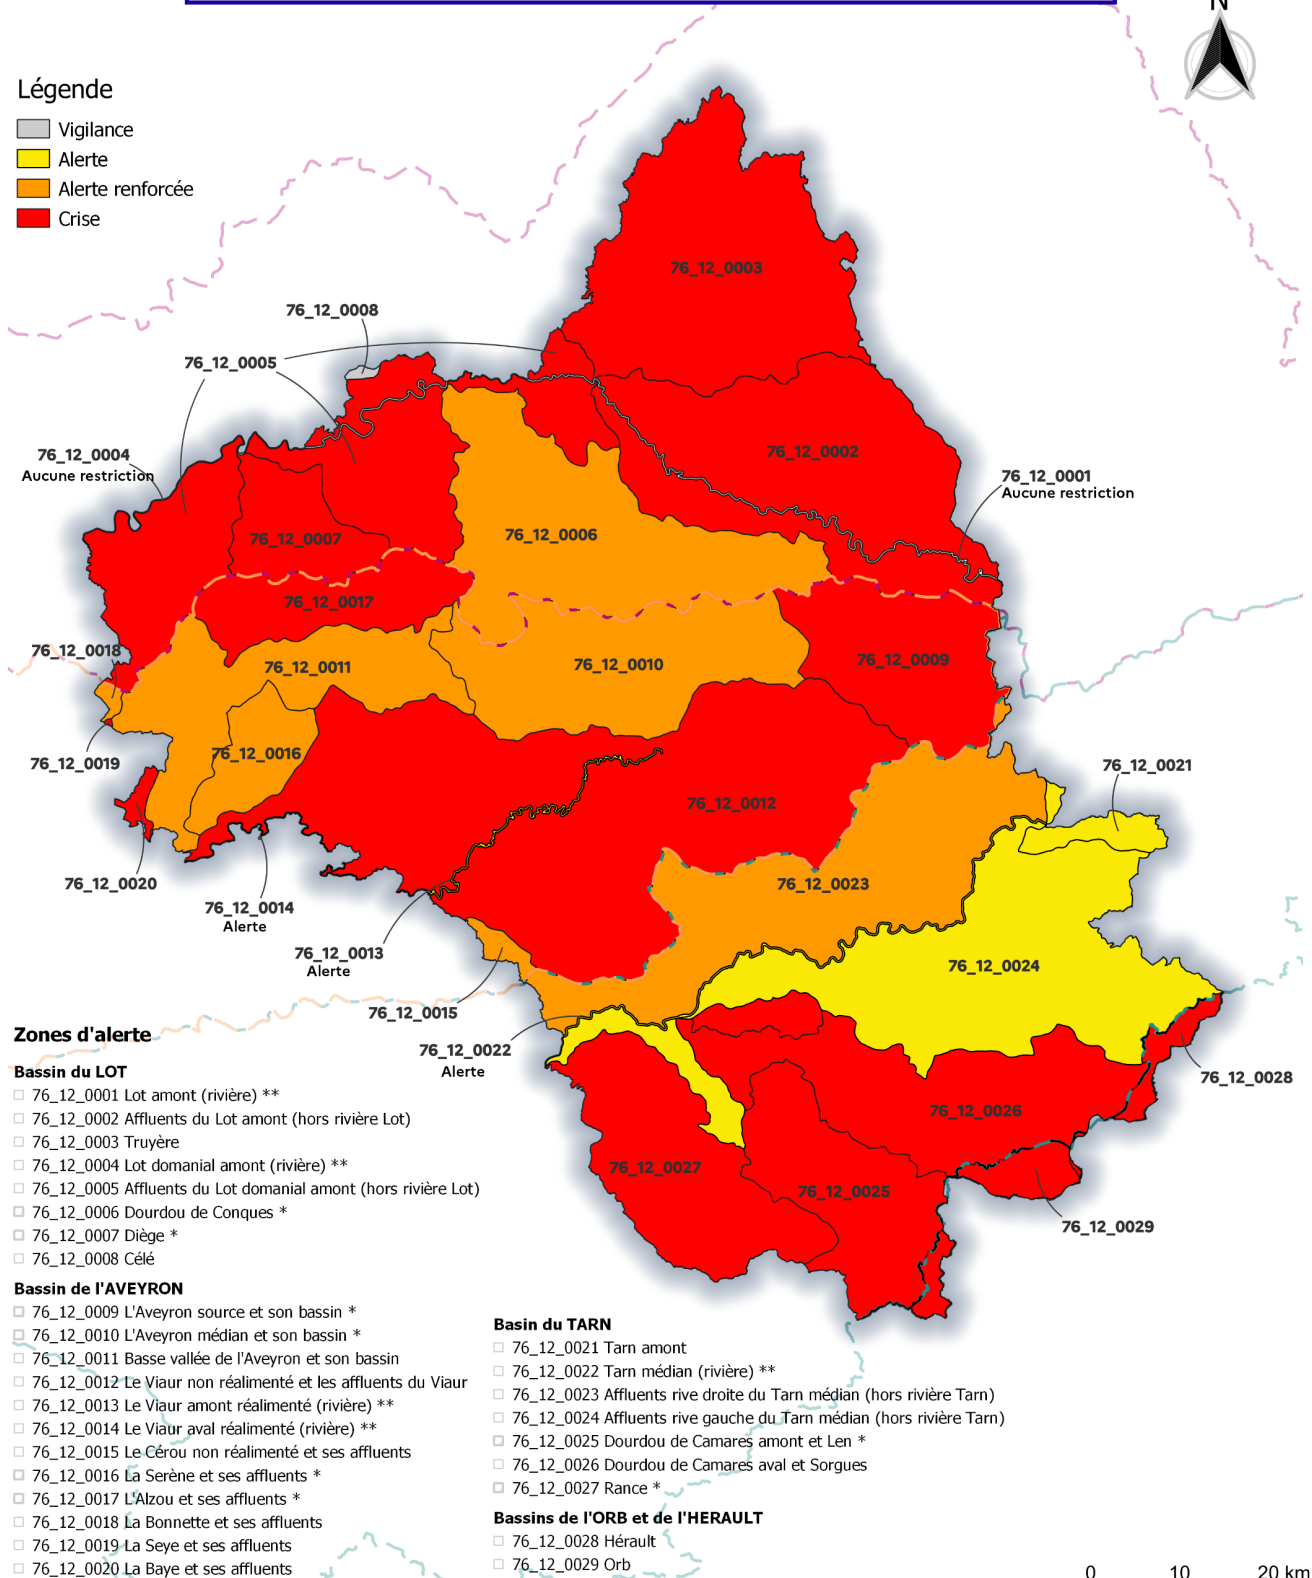 N
Légende
Vigilance
Alerte
Alerte renforcée
Crise
76_12_0003
76_12_0008
76_12_0005
76_12_0004
Aucune restriction
76_12_0002
76_12_0001
Aucune restriction
76_12_0007
76_12_0006
76_12_0017
76_12_0018
76_12_0011
76_12_0010
76_12_0009
76_12_0019
76_12_0016
76_12_0021
76_12_0012
76_12_0020
76_12_0023
76_12_0014
Alerte
76_12_0013
Alerte
76_12_0024
76_12_0015
76_12_0022
Alerte
76_12_0028
76_12_0026
76_12_0027
76_12_0025
76_12_0029
Zones d'alerte
Bassin du LOT
76_12_0001 Lot amont (rivière) **
76_12_0002 Affluents du Lot amont (hors rivière Lot)
76_12_0003 Truyère
76_12_0004 Lot domanial amont (rivière) **
76_12_0005 Affluents du Lot domanial amont (hors rivière Lot)
76_12_0006 Dourdou de Conques *
76_12_0007 Diège *
76_12_0008 Célé
Bassin de l'AVEYRON
76_12_0009 L'Aveyron source et son bassin *
76_12_0010 L'Aveyron médian et son bassin *
76_12_0011 Basse vallée de l'Aveyron et son bassin
76_12_0012 Le Viaur non réalimenté et les affluents du Viaur
76_12_0013 Le Viaur amont réalimenté (rivière) **
76_12_0014 Le Viaur aval réalimenté (rivière) **
76_12_0015 Le Cérou non réalimenté et ses affluents
76_12_0016 La Serène et ses affluents *
76_12_0017 L'Alzou et ses affluents *
76_12_0018 La Bonnette et ses affluents
76_12_0019 La Seye et ses affluents
76_12_0020 La Baye et ses affluents
Basin du TARN
76_12_0021 Tarn amont
76_12_0022 Tarn médian (rivière) **
76_12_0023 Affluents rive droite du Tarn médian (hors rivière Tarn)
76_12_0024 Affluents rive gauche du Tarn médian (hors rivière Tarn)
76_12_0025 Dourdou de Camares amont et Len *
76_12_0026 Dourdou de Camares aval et Sorgues
76_12_0027 Rance *
Bassins de l'ORB et de l'HERAULT
76_12_0028 Hérault
76_12_0029 Orb
0 10 20 km